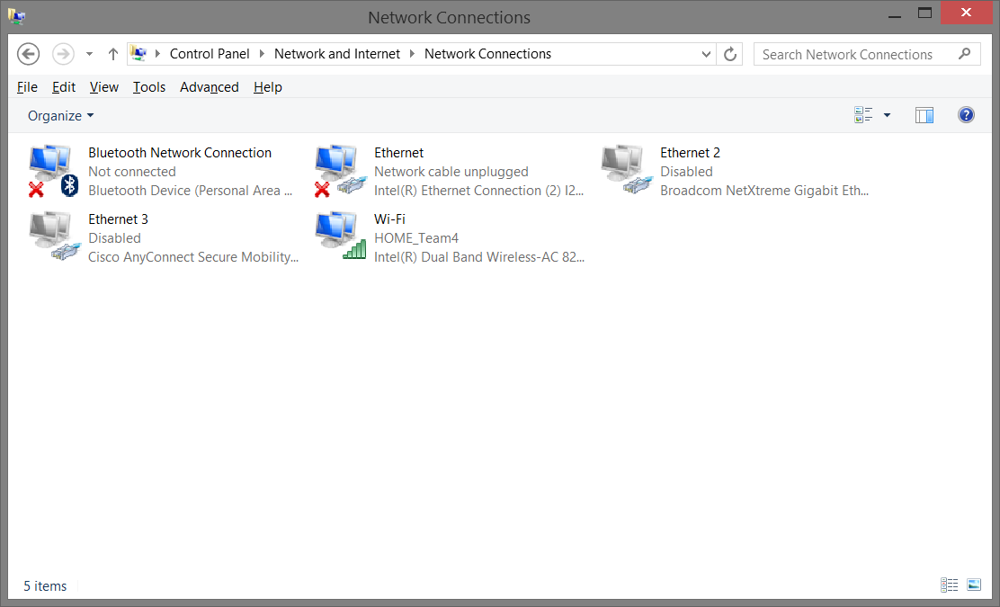 Network Connections
Control Panel Network and Internet Network Connections
Search Network Connections
File Edit View Tools Advanced Help
Organize
Bluetooth Network Connection
Not connected
Bluetooth Device (Personal Area ...
Ethernet
Network cable unplugged
Intel(R) Ethernet Connection (2) I2...
Ethernet 2
Disabled
Broadcom NetXtreme Gigabit Eth...
Ethernet 3
Disabled
Cisco AnyConnect Secure Mobility...
Wi-Fi
HOME_Team4
Intel(R) Dual Band Wireless-AC 82...
5 items